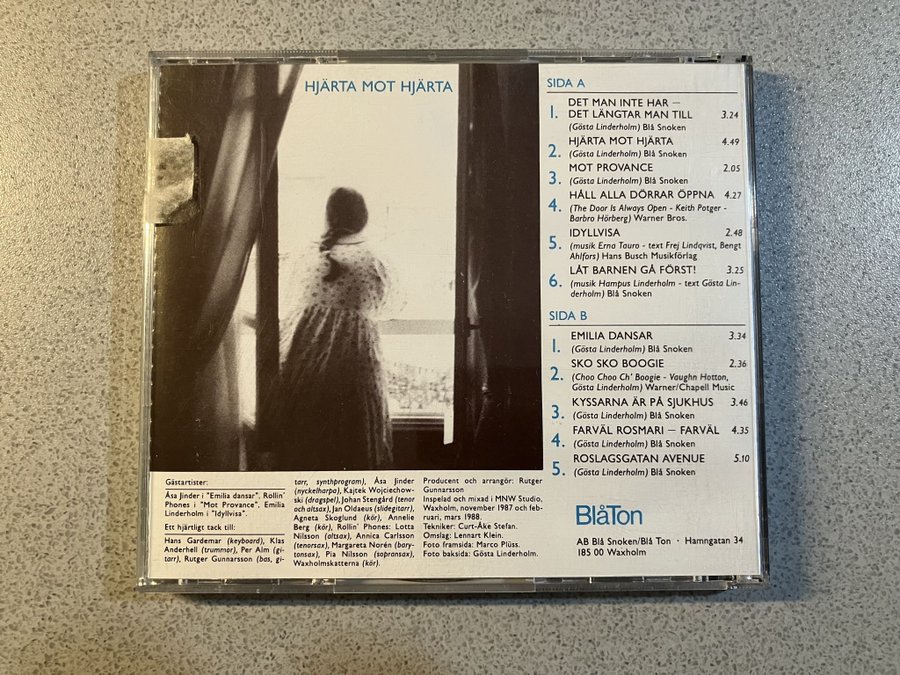 HJÄRTA MOT HJÄRTA
SIDA A
1. DET MAN INTE HAR –
DET LÄNGTAR MAN TILL 3.24
(Gösta Linderholm) Blå Snoken
2. HJÄRTA MOT HJÄRTA 4.49
(Gösta Linderholm) Blå Snoken
3. MOT PROVANCE 2.05
(Gösta Linderholm) Blå Snoken
4. HÅLL ALLA DÖRRAR ÖPPNA 4.27
(The Door Is Always Open - Keith Potger -
Barbro Hörberg) Warner Bros.
5. IDYLLVISA 2.48
(musik Erna Tauro - text Frej Lindqvist, Bengt
Ahlfors) Hans Busch Musikförlag
6. LÅT BARNEN GÅ FÖRST! 3.25
(musik Hampus Linderholm - text Gösta Lin-
derholm) Blå Snoken
SIDA B
1. EMILIA DANSAR 3.34
(Gösta Linderholm) Blå Snoken
2. SKO SKO BOOGIE 2.36
(Choo Choo Ch' Boogie - Vaughn Hotton,
Gösta Linderholm) Warner/Chapell Music
3. KYSSARNA ÄR PÅ SJUKHUS 3.46
(Gösta Linderholm) Blå Snoken
4. FARVÄL ROSMARI – FARVÄL 4.35
(Gösta Linderholm) Blå Snoken
5. ROSLAGSGATAN AVENUE 5.10
(Gösta Linderholm) Blå Snoken
BlåTon
AB Blå Snoken/Blå Ton · Hamngatan 34
185 00 Waxholm
Gästartister:
Åsa Jinder i "Emilia dansar", Rollin'
Phones i "Mot Provance", Emilia
Linderholm i "Idyllvisa".
Ett hjärtligt tack till:
Hans Gardemar (keyboard), Klas
Anderhell (trummor), Per Alm (gi-
tarr), Rutger Gunnarsson (bas, gi-
tarr, synthprogram), Åsa Jinder
(nyckelharpa), Kajtek Wojciechow-
ski (dragspel), Johan Stengård (tenor
och altsax), Jan Oldaeus (slidegitarr),
Agneta Skoglund (kör), Annelie
Berg (kör), Rollin' Phones: Lotta
Nilsson (altsax), Annica Carlsson
(tenorsax), Margareta Norén (bary-
tonsax), Pia Nilsson (sopransax),
Waxholmskatterna (kör).
Producent och arrangör: Rutger
Gunnarsson
Inspelad och mixad i MNW Studio,
Waxholm, november 1987 och feb-
ruari, mars 1988.
Tekniker: Curt-Åke Stefan.
Omslag: Lennart Klein.
Foto framsida: Marco Plüss.
Foto baksida: Gösta Linderholm.